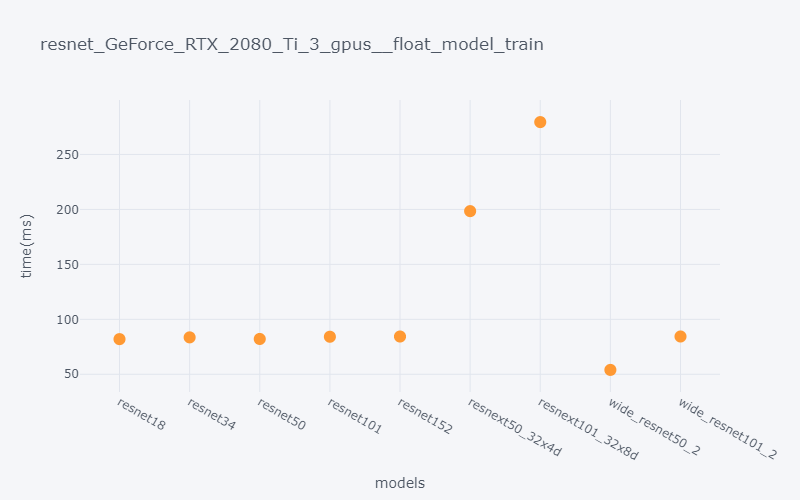 resnet_GeForce_RTX_2080_Ti_3_gpus__float_model_train
250
200
150
100
50
time(ms)
resnet18
resnet34
resnet50
resnet101
resnet152
resnext50_32x4d
resnext101_32x8d
wide_resnet50_2
wide_resnet101_2
models